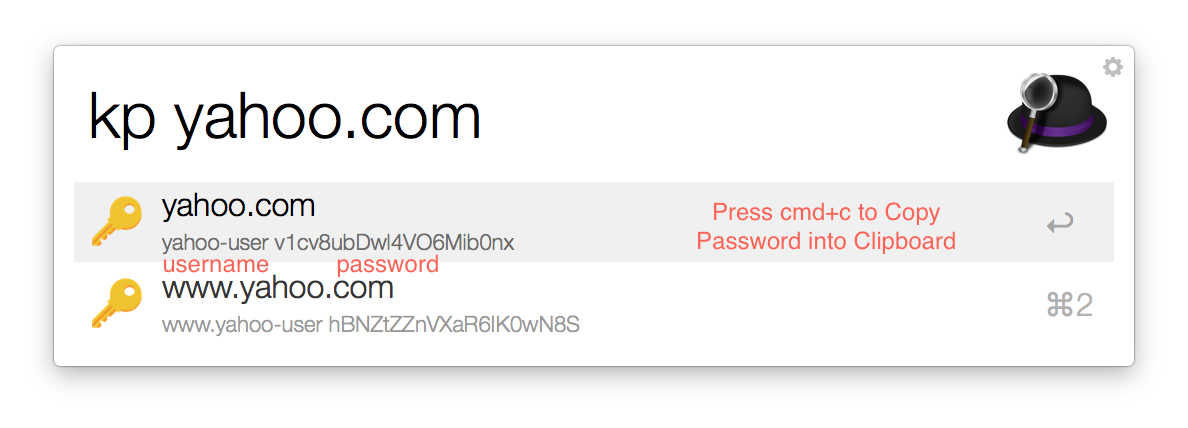 kp yahoo.com
yahoo.com
yahoo-user v1cv8ubDwl4VO6Mib0nx
username password
Press cmd+c to Copy
Password into Clipboard
www.yahoo.com
www.yahoo-user hBNZtZZnVXaR6lK0wN8S
⌘2